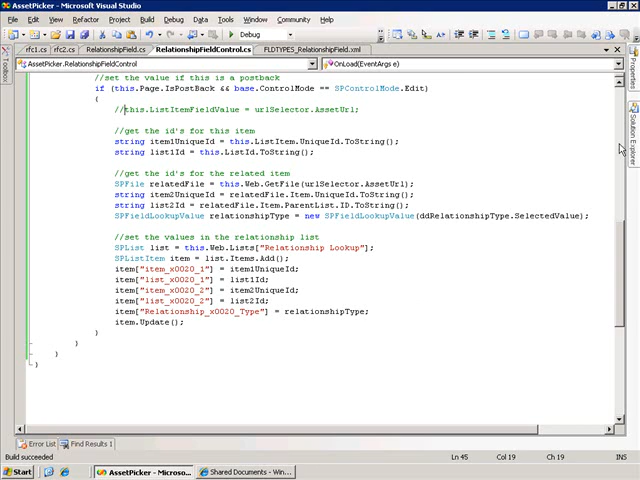 AssetPicker - Microsoft Visual Studio
File Edit View Refactor Project Build Debug Data Tools Window Community Help
Debug
rfc1.cs rfc2.cs RelationshipField.cs RelationshipFieldControl.cs FLDTYPES_RelationshipField.xml
AssetPicker.RelationshipFieldControl OnLoad(EventArgs e)
Toolbox
Properties
Solution Explorer
//set the value if this is a postback
if (this.Page.IsPostBack && base.ControlMode == SPControlMode.Edit)
{
//this.ListItemFieldValue = urlSelector.AssetUrl;
//get the id's for this item
string item1UniqueId = this.ListItem.UniqueId.ToString();
string list1Id = this.ListId.ToString();
//get the id's for the related item
SPFile relatedFile = this.Web.GetFile(urlSelector.AssetUrl);
string item2UniqueId = relatedFile.Item.UniqueId.ToString();
string list2Id = relatedFile.Item.ParentList.ID.ToString();
SPFieldLookupValue relationshipType = new SPFieldLookupValue(ddRelationshipType.SelectedValue);
//set the values in the relationship list
SPList list = this.Web.Lists["Relationship Lookup"];
SPListItem item = list.Items.Add();
item["item_x0020_1"] = item1UniqueId;
item["list_x0020_1"] = list1Id;
item["item_x0020_2"] = item2UniqueId;
item["list_x0020_2"] = list2Id;
item["Relationship_x0020_Type"] = relationshipType;
item.Update();
}
}
}
}
Error List Find Results 1
Build succeeded Ln 45 Col 19 Ch 19 INS
Start AssetPicker - Microso... Shared Documents - Win...